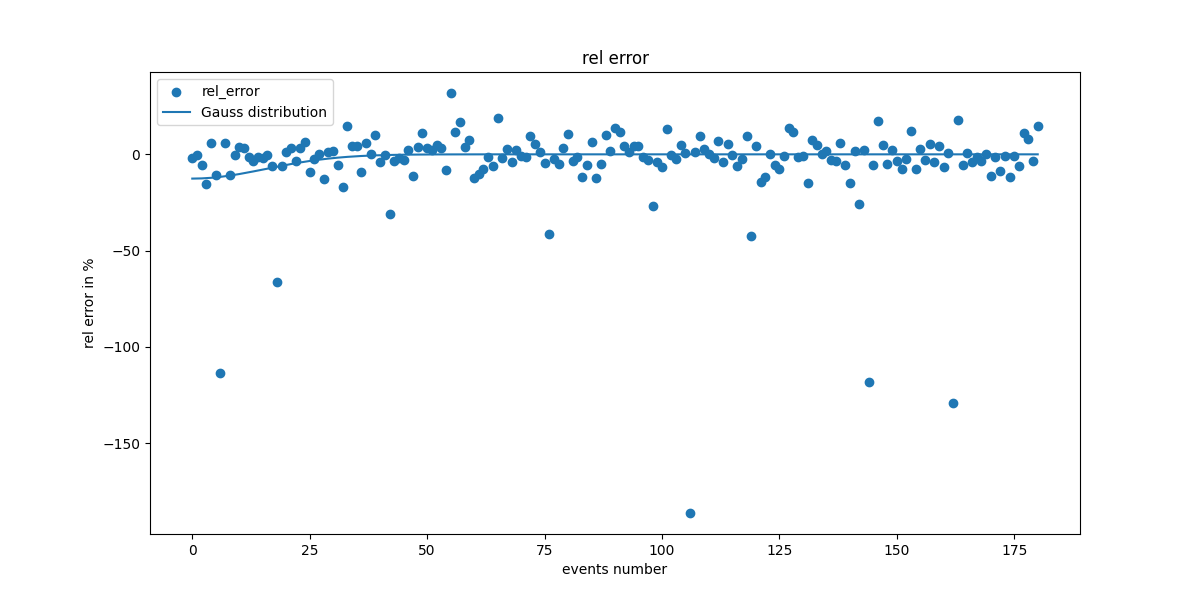 rel error
rel_error
Gauss distribution
rel error in %
0
−50
−100
−150
0
25
50
75
100
125
150
175
events number